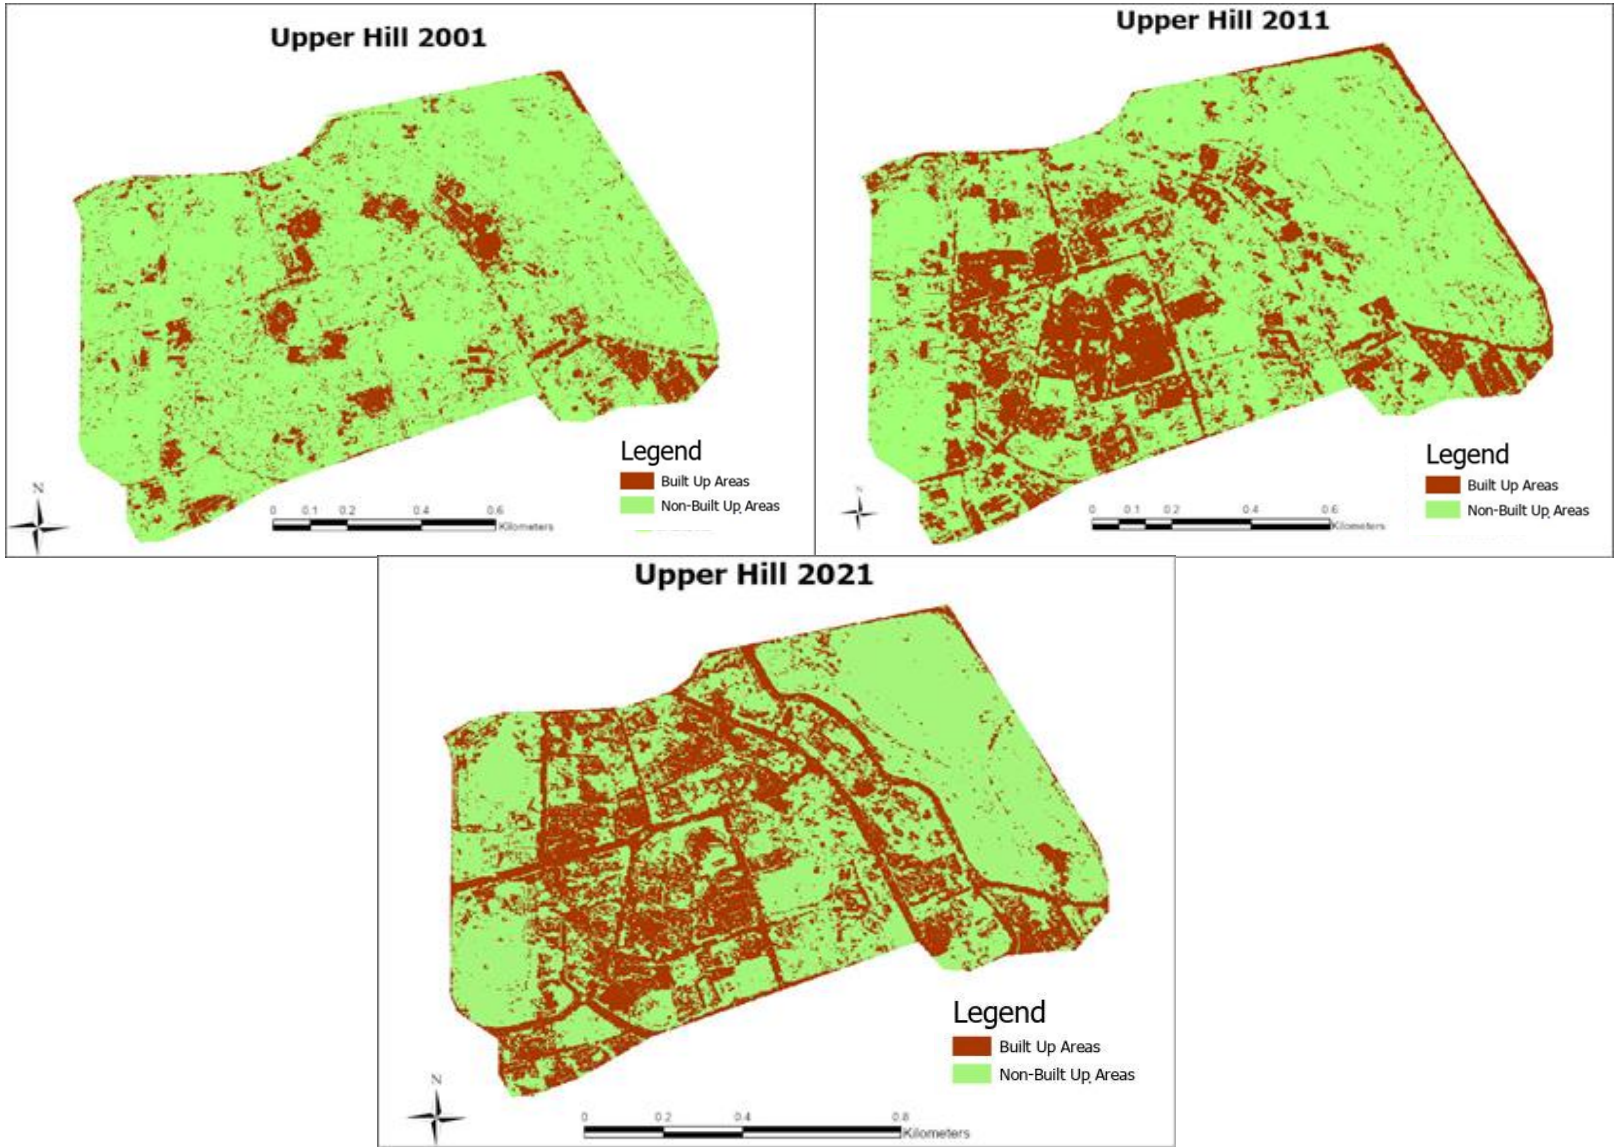 Upper Hill 2001
Legend
Built Up Areas
Non-Built Up Areas
N
0 0.1 0.2 0.4 0.6
Kilometers
Upper Hill 2011
Legend
Built Up Areas
Non-Built Up Areas
N
0 0.1 0.2 0.4 0.6
Kilometers
Upper Hill 2021
Legend
Built Up Areas
Non-Built Up Areas
N
0 0.2 0.4 0.8
Kilometers